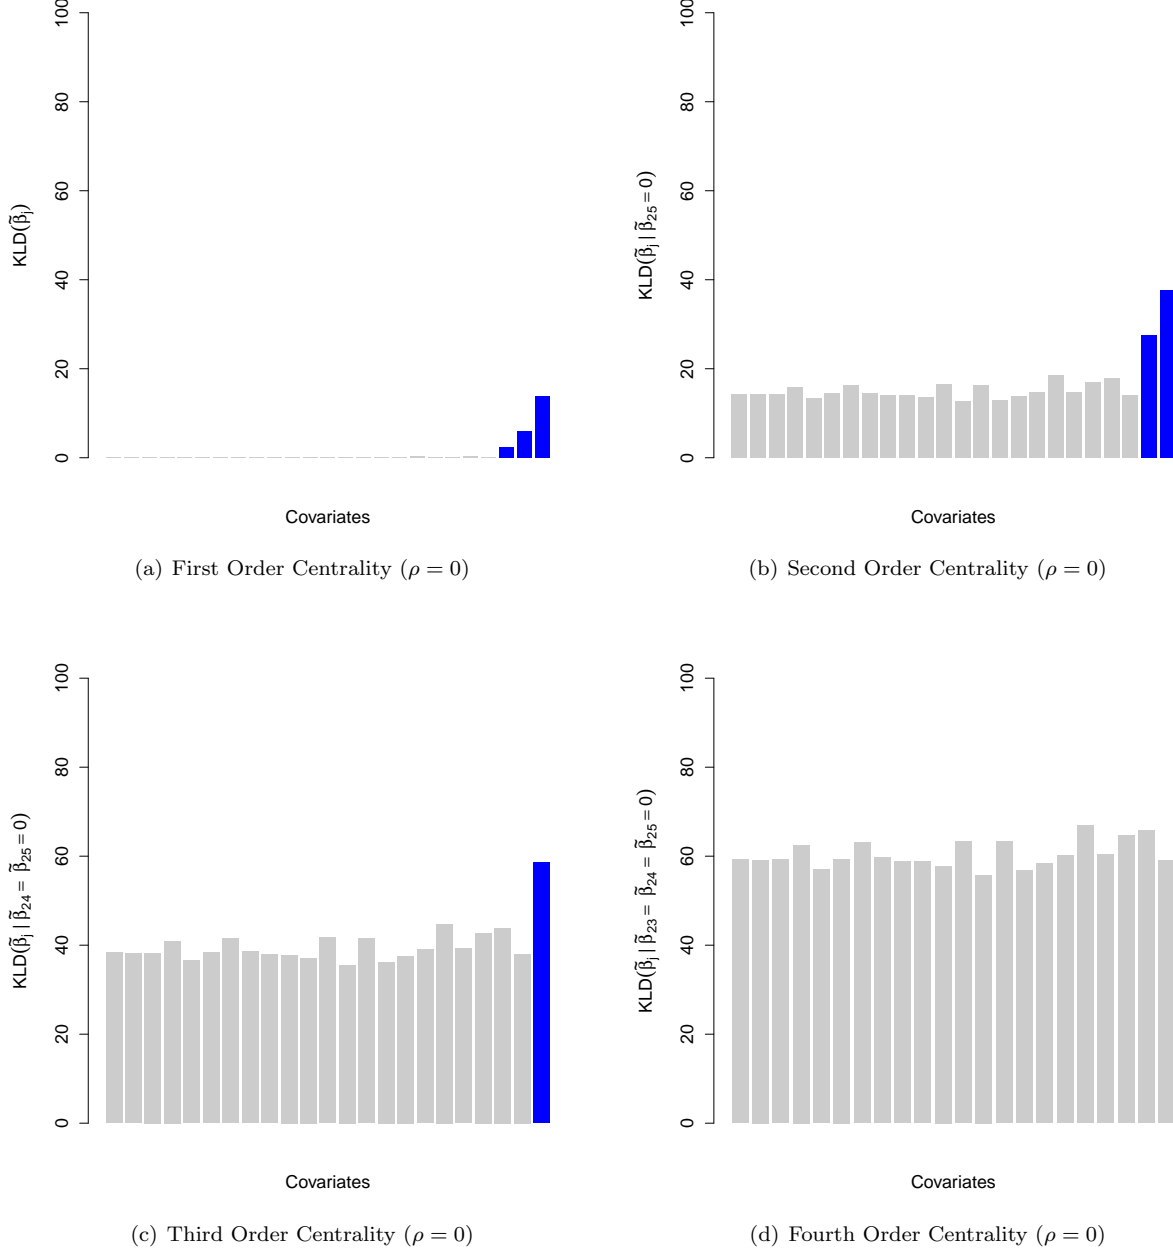 100
80
60
40
20
0
KLD(β̃j)
Covariates
(a) First Order Centrality (ρ = 0)
100
80
60
40
20
0
KLD(β̃j | β̃25 = 0)
Covariates
(b) Second Order Centrality (ρ = 0)
100
80
60
40
20
0
KLD(β̃j | β̃24 = β̃25 = 0)
Covariates
(c) Third Order Centrality (ρ = 0)
100
80
60
40
20
0
KLD(β̃j | β̃23 = β̃24 = β̃25 = 0)
Covariates
(d) Fourth Order Centrality (ρ = 0)